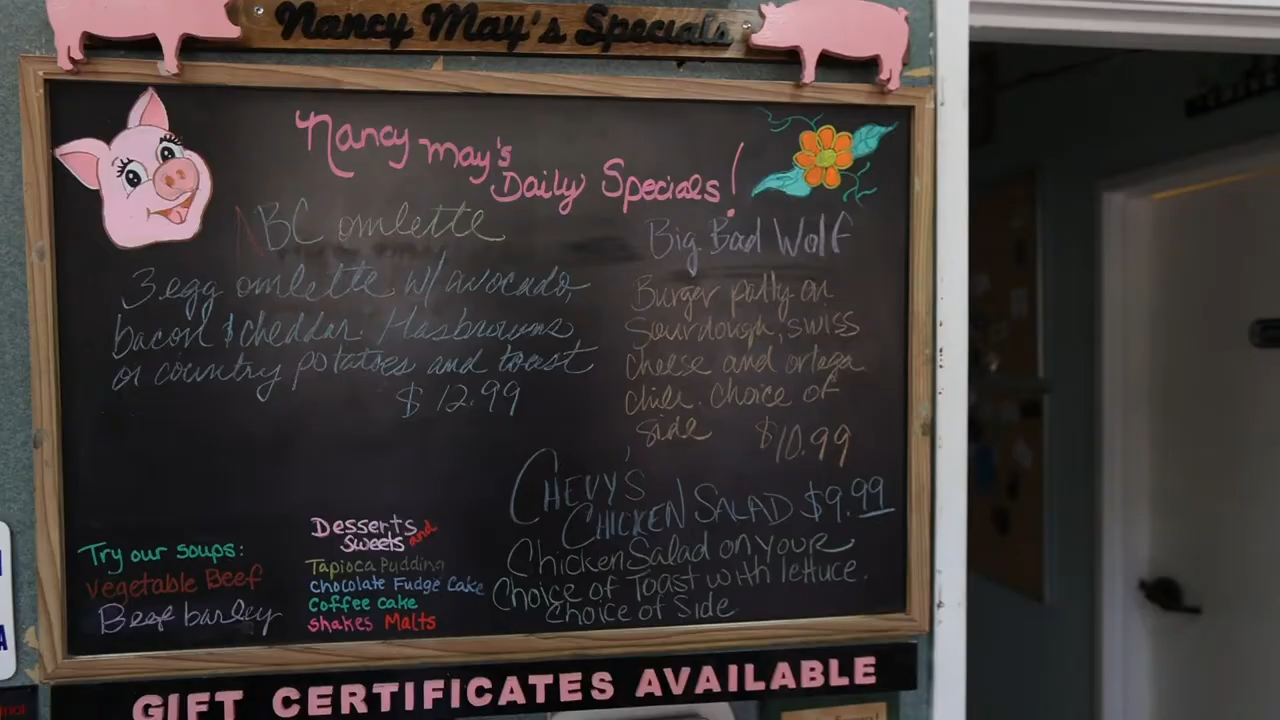 Nancy May's Specials
Nancy May's
Daily Specials!
ABC omlette
3 egg omlette w/ avocado,
bacon & cheddar. Hasbrowns
or country potatoes and toast
$12.99
Big Bad Wolf
Burger patty on
Sourdough, swiss
cheese and ortega
chile. Choice of
side $10.99
Chevy's
Chicken Salad $9.99
Chicken Salad on your
Choice of Toast with lettuce.
Choice of Side
Try our soups:
Vegetable Beef
Beef barley
Desserts and
Sweets
Tapioca Pudding
Chocolate Fudge Cake
Coffee Cake
Shakes Malts
GIFT CERTIFICATES AVAILABLE